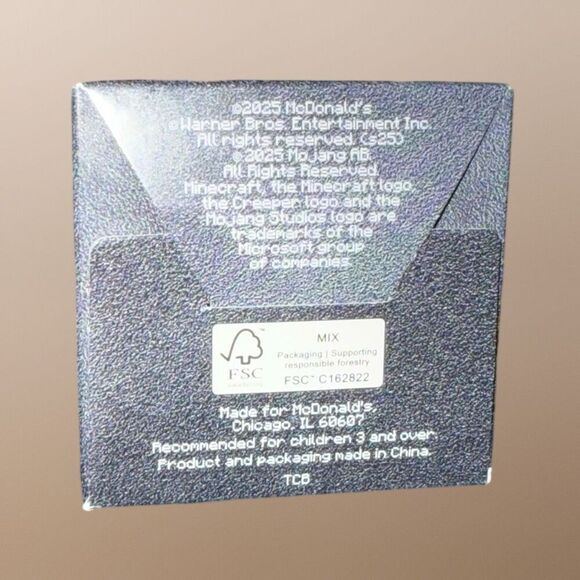 ©2025 McDonald's
©Warner Bros. Entertainment Inc.
All rights reserved. (s25)
©2025 Mojang AB.
All Rights Reserved.
Minecraft, the Minecraft logo,
the Creeper logo and the
Mojang Studios logo are
trademarks of the
Microsoft group
of companies
FSC
MIX
Packaging | Supporting
responsible forestry
FSC™ C162822
Made for McDonald's,
Chicago, IL 60607
Recommended for children 3 and over.
Product and packaging made in China.
TCB